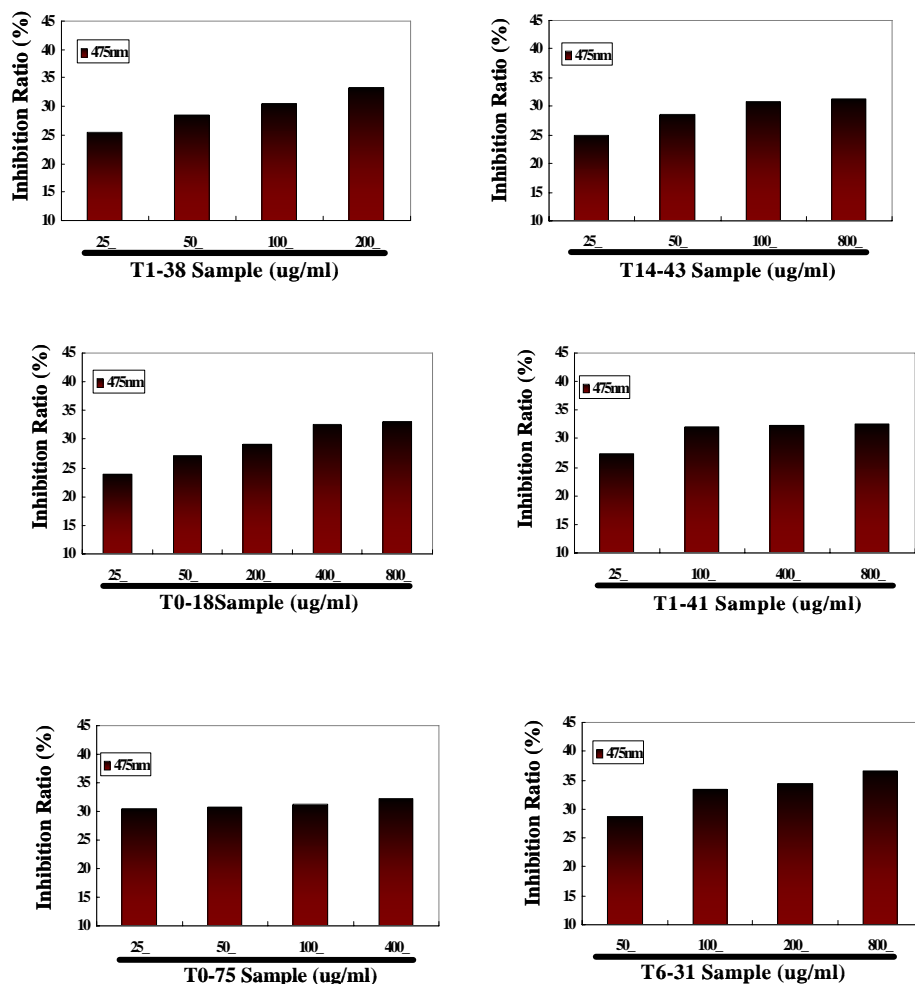 Inhibition Ratio (%)
45
40
35
30
25
20
15
10
475nm
25_ 50_ 100_ 200_
T1-38 Sample (ug/ml)
Inhibition Ratio (%)
45
40
35
30
25
20
15
10
475nm
25_ 50_ 100_ 800_
T14-43 Sample (ug/ml)
Inhibition Ratio (%)
45
40
35
30
25
20
15
10
475nm
25_ 50_ 200_ 400_ 800_
T0-18Sample (ug/ml)
Inhibition Ratio (%)
45
40
35
30
25
20
15
10
475nm
25_ 100_ 400_ 800_
T1-41 Sample (ug/ml)
Inhibition Ratio (%)
45
40
35
30
25
20
15
10
475nm
25_ 50_ 100_ 400_
T0-75 Sample (ug/ml)
Inhibition Ratio (%)
45
40
35
30
25
20
15
10
475nm
50_ 100_ 200_ 800_
T6-31 Sample (ug/ml)